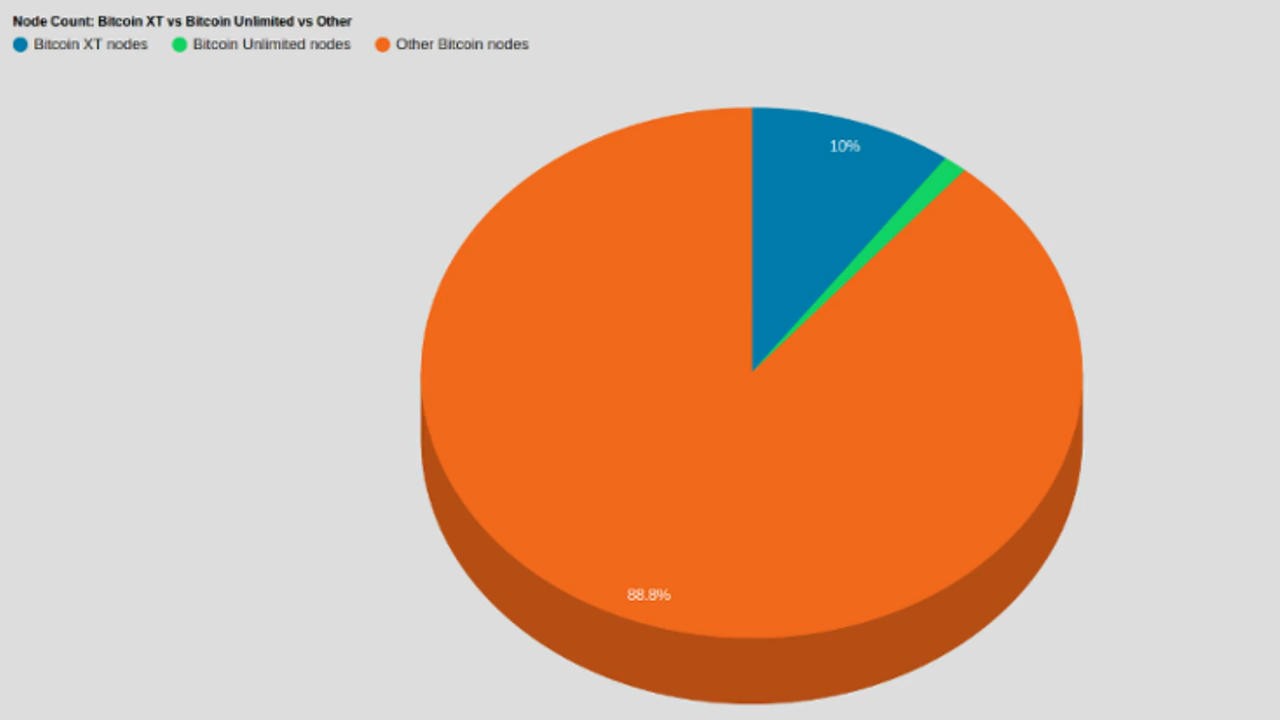 Node Count: Bitcoin XT vs Bitcoin Unlimited vs Other
Bitcoin XT nodes Bitcoin Unlimited nodes Other Bitcoin nodes
10%
88.8%